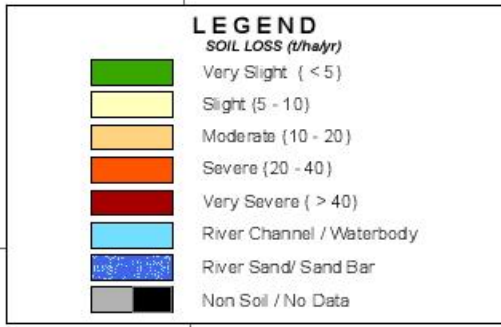 LEGEND
SOIL LOSS (t/ha/yr)
Very Slight ( < 5)
Slight (5 - 10)
Moderate (10 - 20)
Severe (20 - 40)
Very Severe ( > 40)
River Channel / Waterbody
River Sand/ Sand Bar
Non Soil / No Data